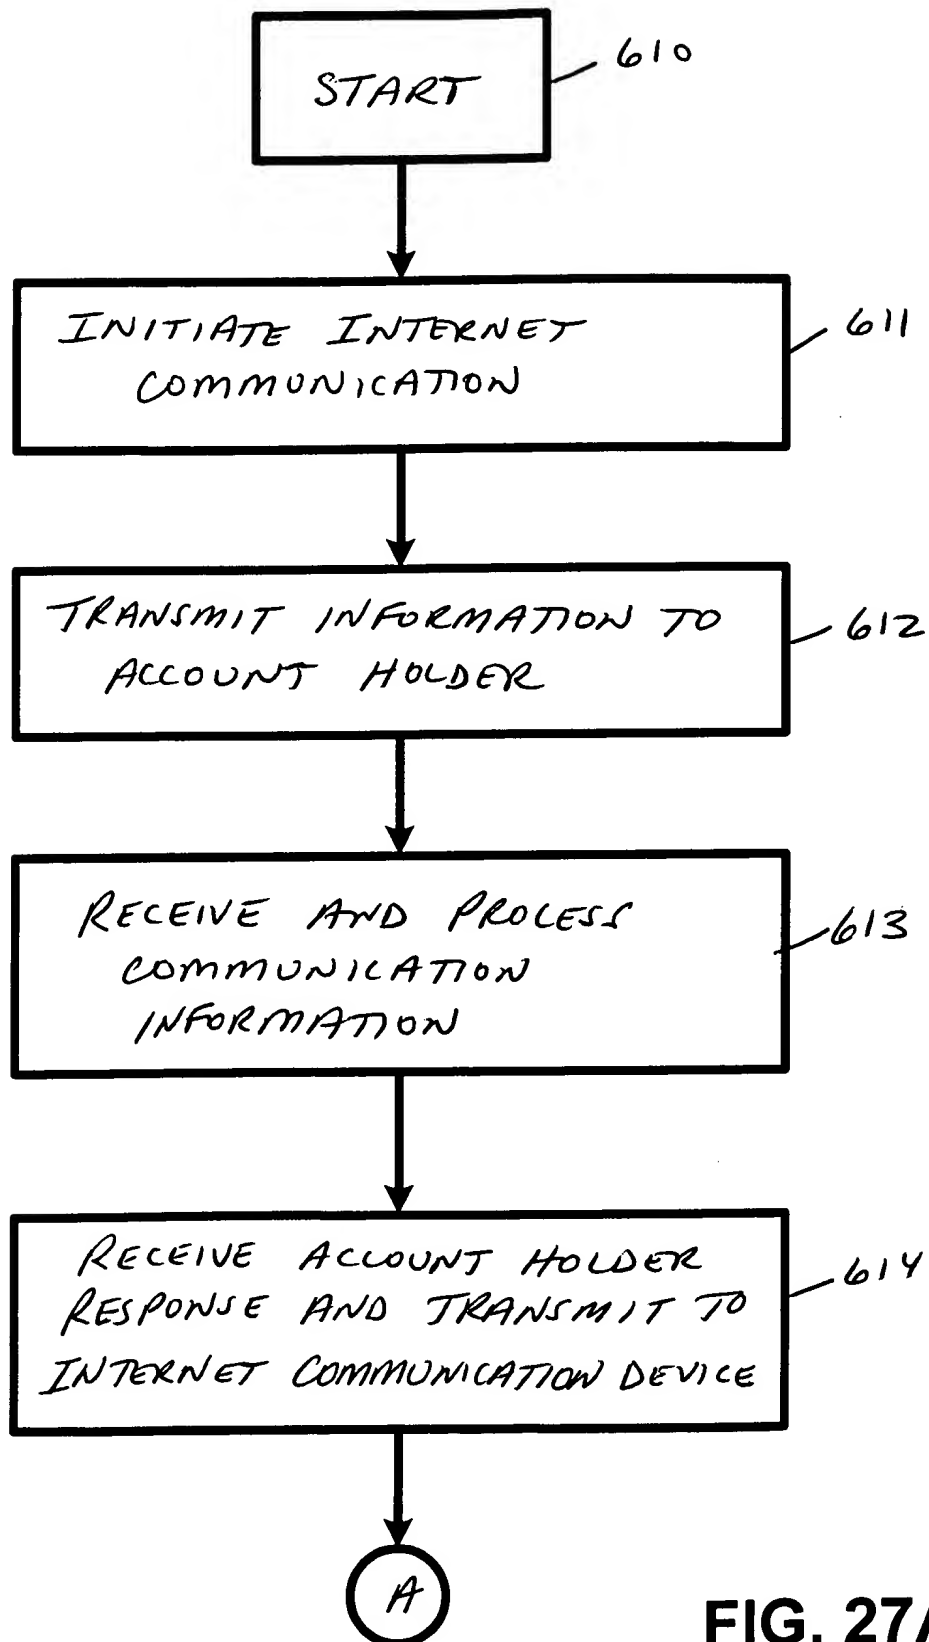 START
610
INITIATE INTERNET
COMMUNICATION
611
TRANSMIT INFORMATION TO
ACCOUNT HOLDER
612
RECEIVE AND PROCESS
COMMUNICATION
INFORMATION
613
RECEIVE ACCOUNT HOLDER
RESPONSE AND TRANSMIT TO
INTERNET COMMUNICATION DEVICE
614
A
FIG. 27A